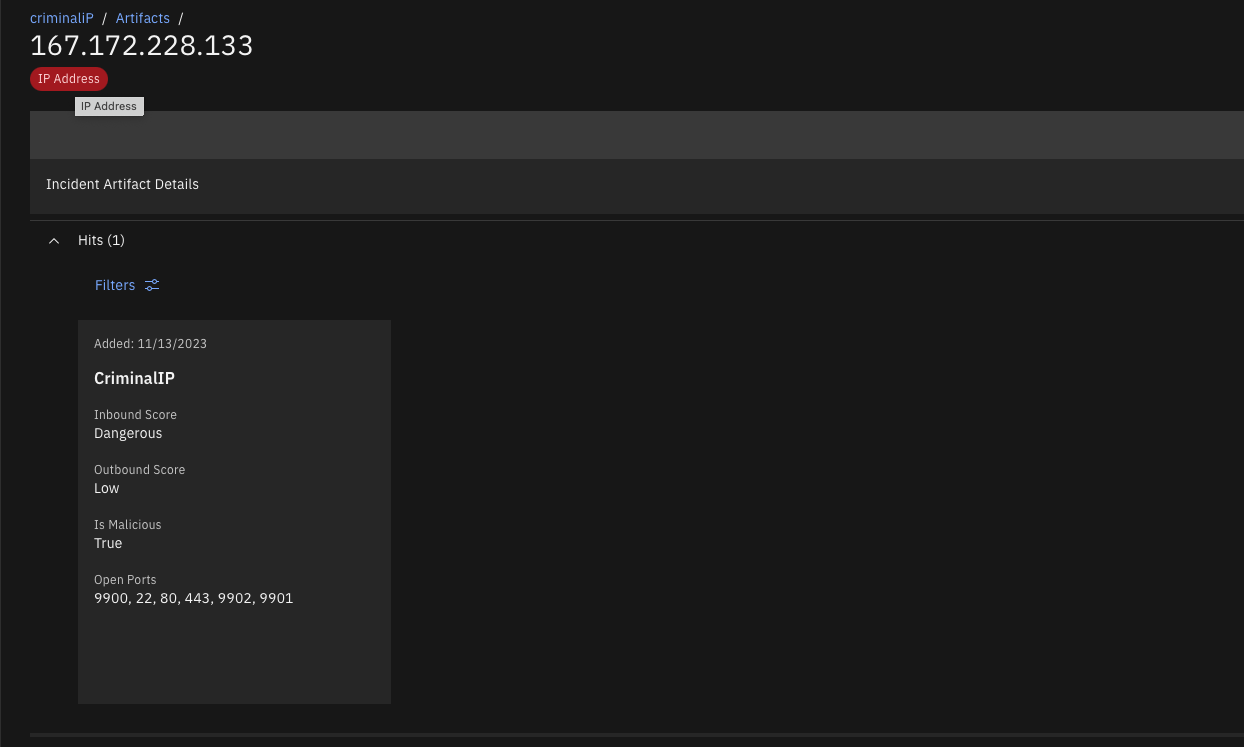 criminaliP / Artifacts /
167.172.228.133
IP Address
IP Address
Incident Artifact Details
Hits (1)
Filters
Added: 11/13/2023
CriminalIP
Inbound Score
Dangerous
Outbound Score
Low
Is Malicious
True
Open Ports
9900, 22, 80, 443, 9902, 9901